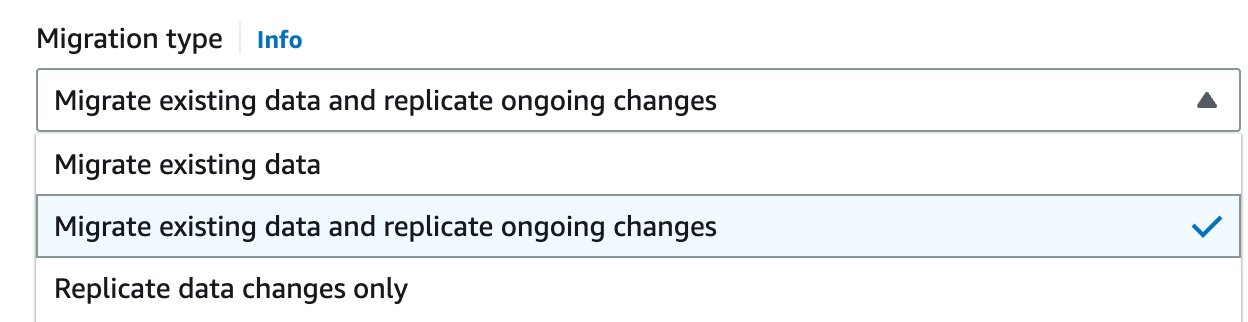 Migration type Info
Migrate existing data and replicate ongoing changes
Migrate existing data
Migrate existing data and replicate ongoing changes
Replicate data changes only